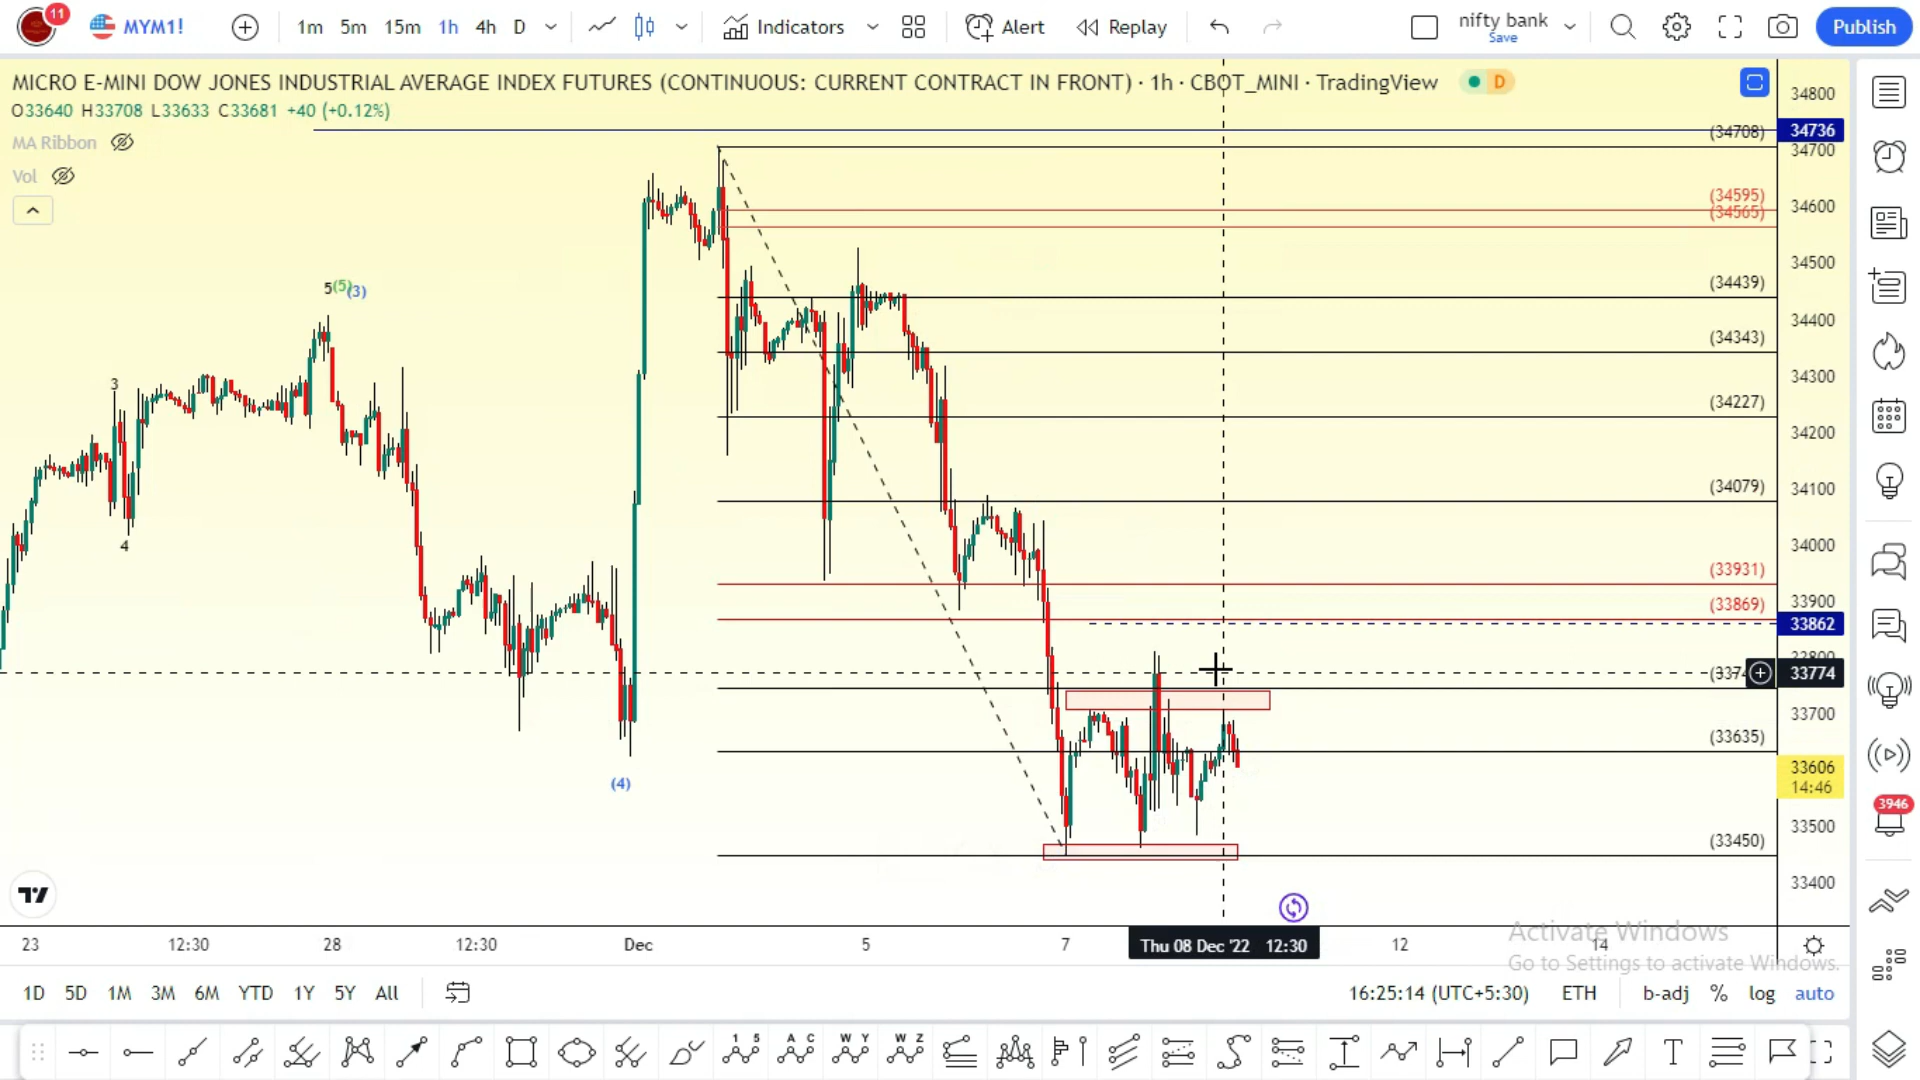 11
MYM1!
1m 5m 15m 1h 4h D
Indicators
Alert
Replay
nifty bank
Save
Publish
MICRO E-MINI DOW JONES INDUSTRIAL AVERAGE INDEX FUTURES (CONTINUOUS: CURRENT CONTRACT IN FRONT) · 1h · CBOT_MINI · TradingView
D
O33640 H33708 L33633 C33681 +40 (+0.12%)
MA Ribbon
Vol
34800
(34708)
34736
34700
(34595)
34600
(34565)
34500
(34439)
34400
(34343)
34300
(34227)
34200
(34079)
34100
34000
(33931)
33900
(33869)
33862
33800
33774
33700
(33635)
33606
14:46
33500
(33450)
33400
5
(5)
(3)
3
4
(4)
3946
23 12:30 28 12:30 Dec 5 7 Thu 08 Dec '22 12:30 12 14
Activate Windows
Go to Settings to activate Windows.
1D 5D 1M 3M 6M YTD 1Y 5Y All
16:25:14 (UTC+5:30) ETH b-adj % log auto
1 5
A C
W Y
W Z
T